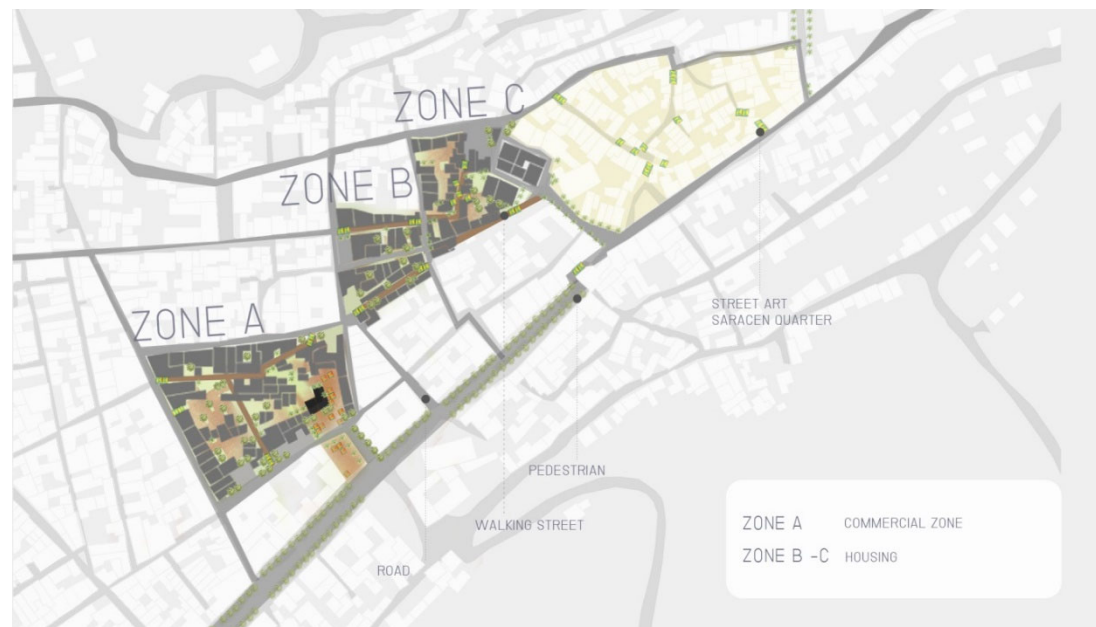 ZONE C
ZONE B
ZONE A
STREET ART
SARACEN QUARTER
PEDESTRIAN
WALKING STREET
ROAD
ZONE A COMMERCIAL ZONE
ZONE B -C HOUSING